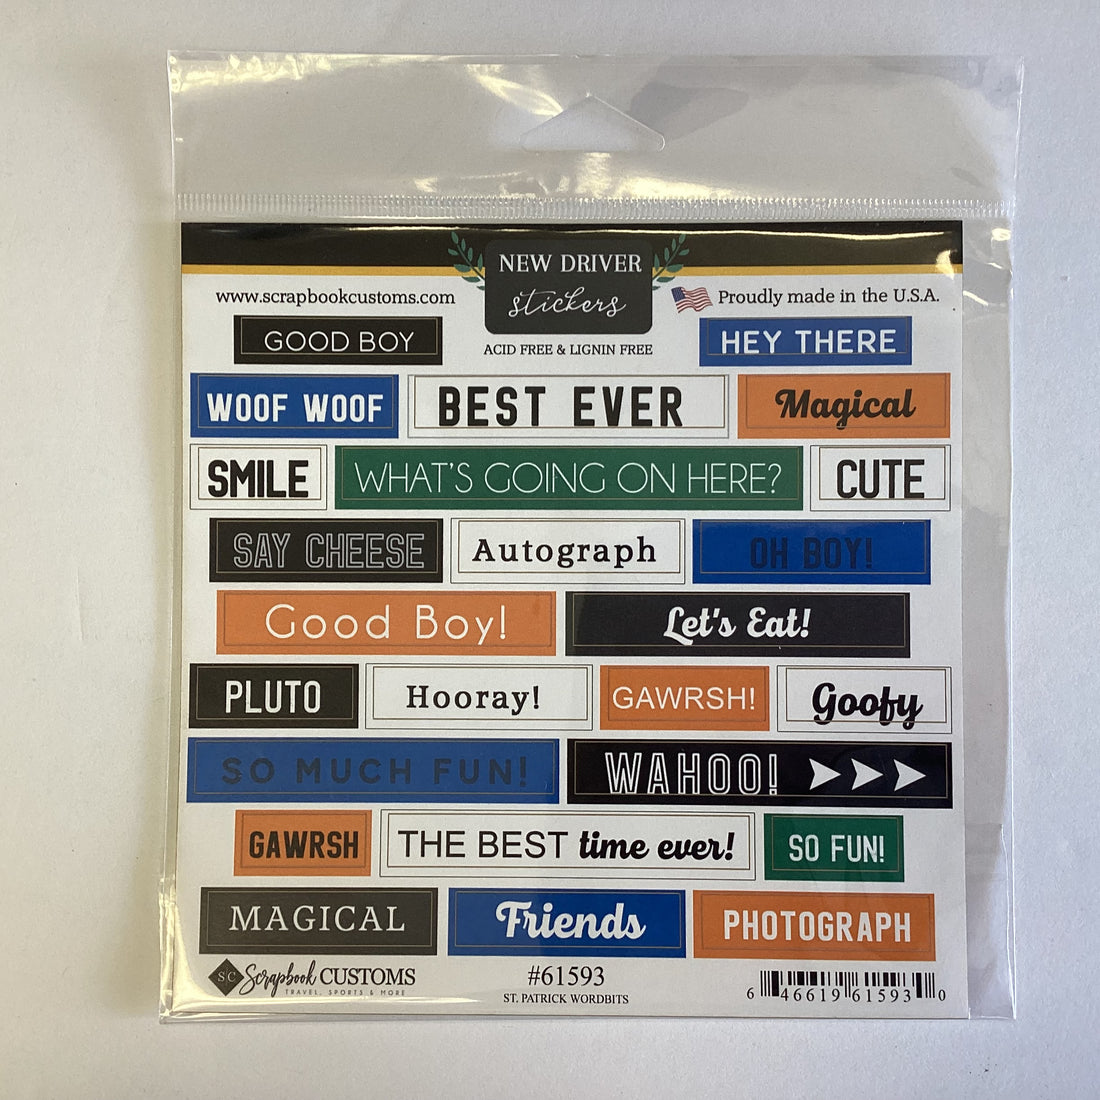 NEW DRIVER
stickers
www.scrapbookcustoms.com
Proudly made in the U.S.A.
ACID FREE & LIGNIN FREE
GOOD BOY
HEY THERE
WOOF WOOF
BEST EVER
Magical
SMILE
WHAT'S GOING ON HERE?
CUTE
SAY CHEESE
Autograph
OH BOY!
Good Boy!
Let's Eat!
PLUTO
Hooray!
GAWRSH!
Goofy
SO MUCH FUN!
WAHOO!
GAWRSH
THE BEST time ever!
SO FUN!
MAGICAL
Friends
PHOTOGRAPH
SC
Scrapbook CUSTOMS
TRAVEL, SPORTS & MORE
#61593
ST. PATRICK WORDBITS
6 46619 61593 0